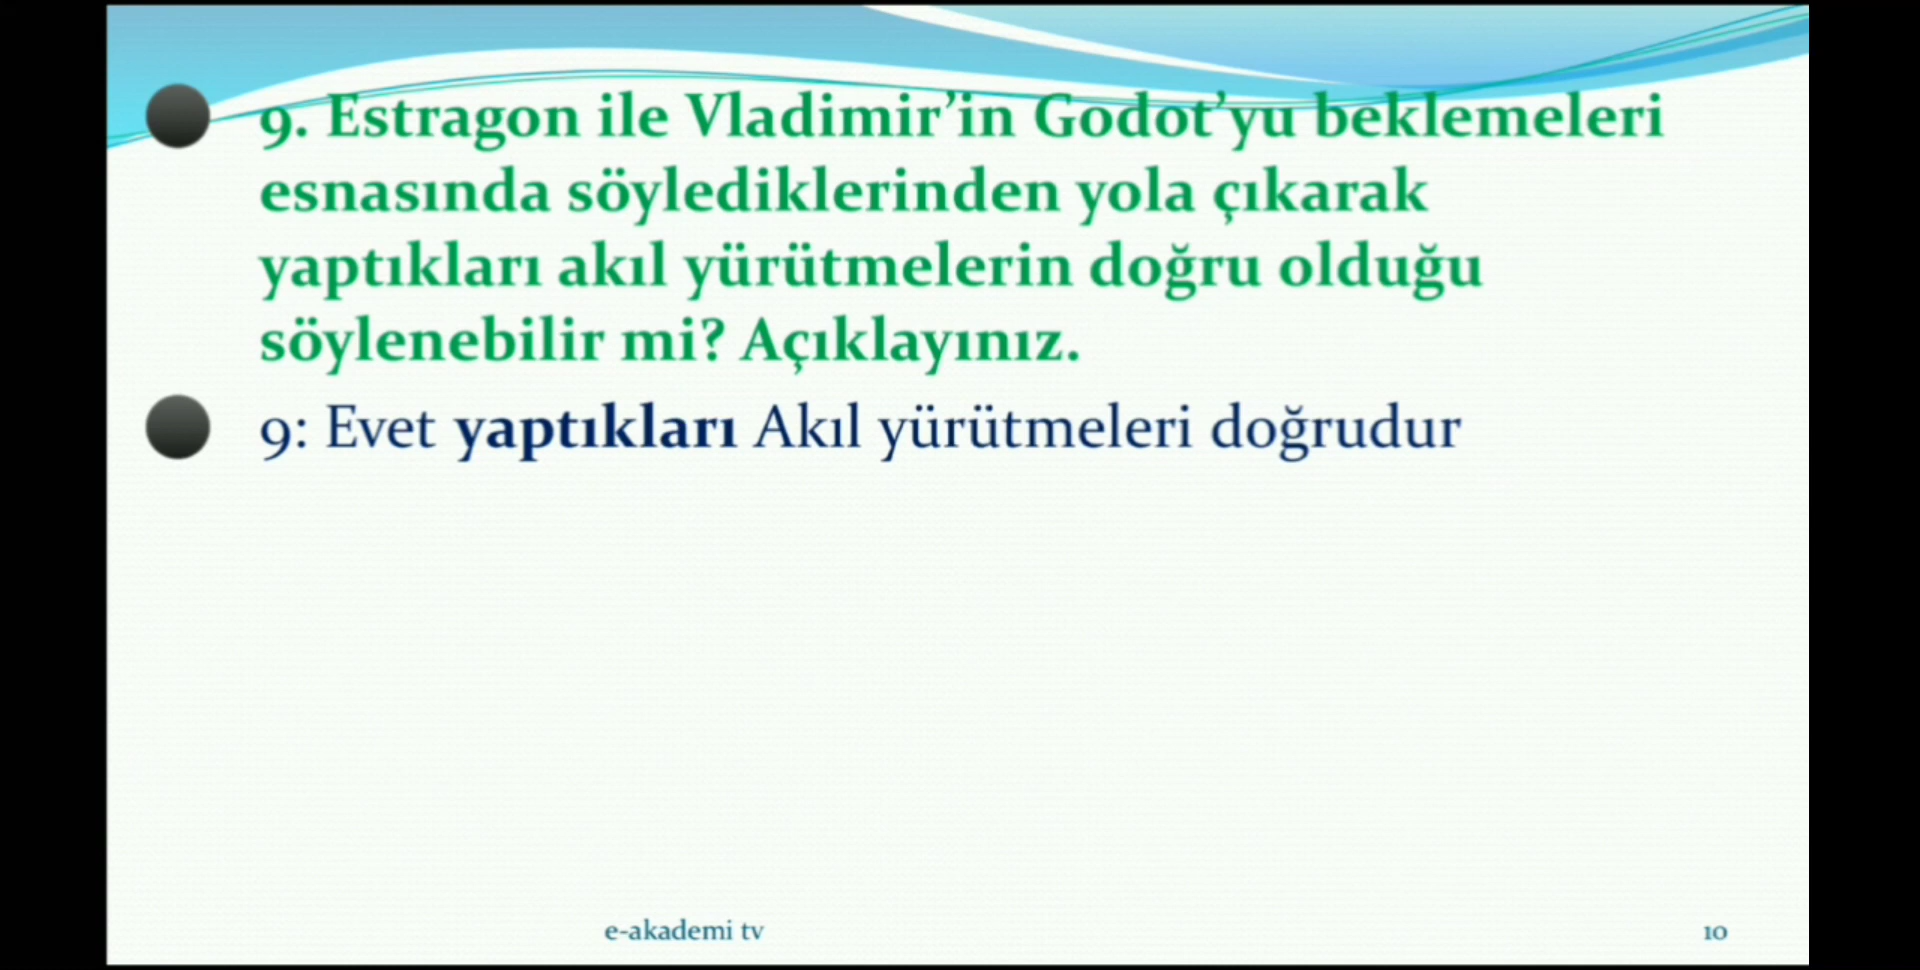 9. Estragon ile Vladimir’in Godot’yu beklemeleri
esnasında söylediklerinden yola çıkarak
yaptıkları akıl yürütmelerin doğru olduğu
söylenebilir mi? Açıklayınız.
9: Evet yaptıkları Akıl yürütmeleri doğrudur
e-akademi tv
10